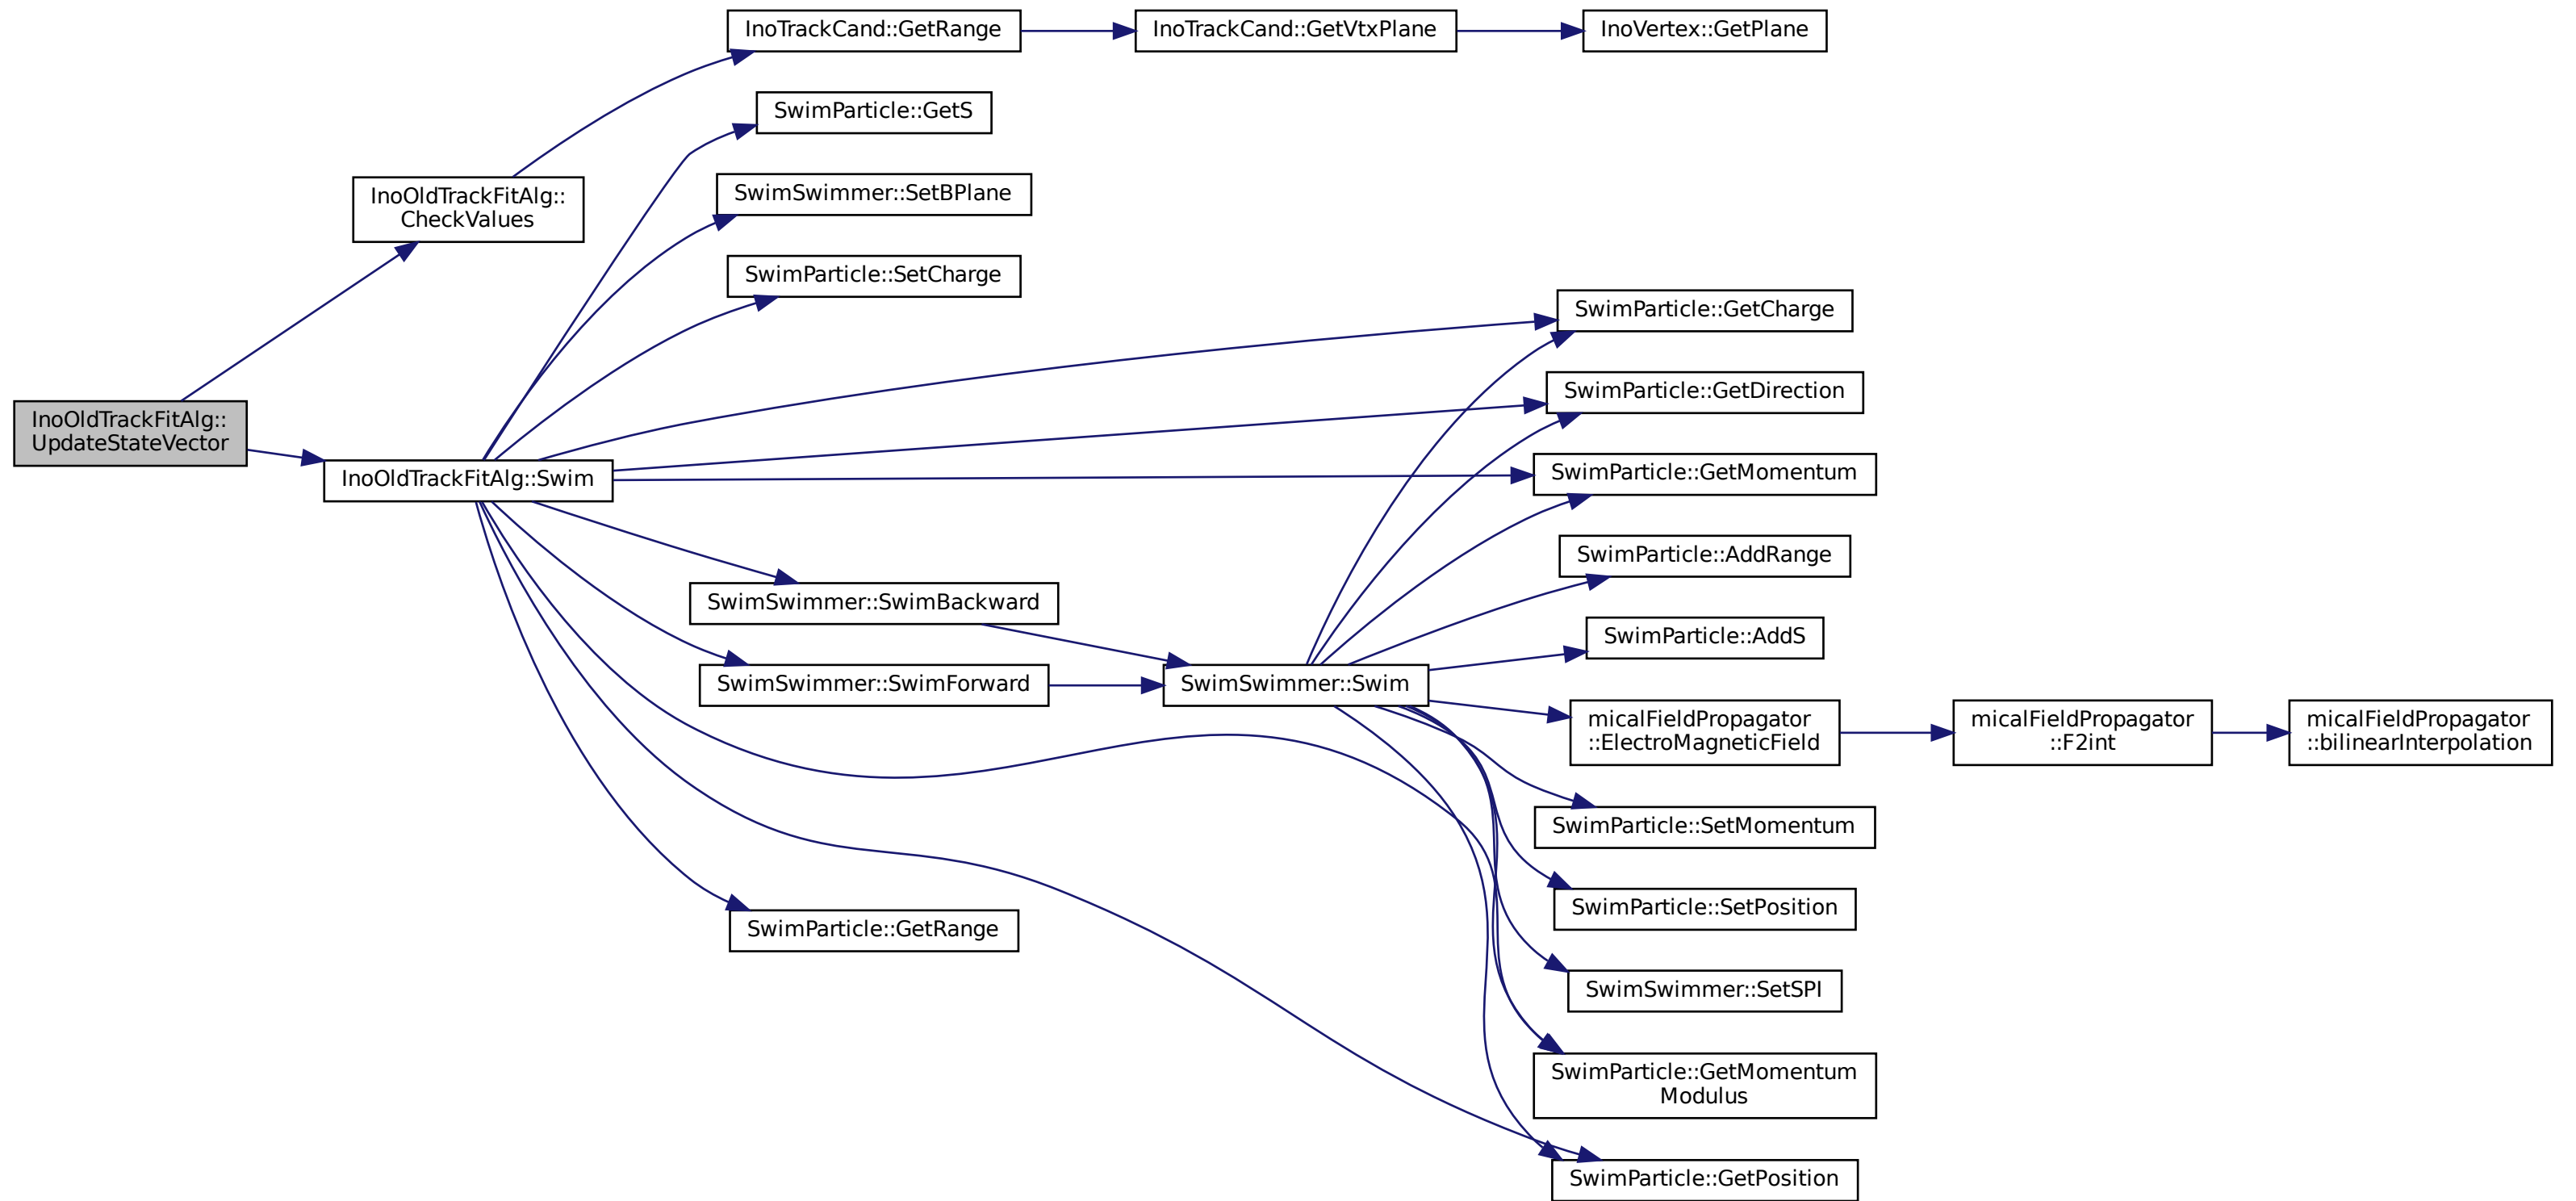 InoTrackCand::GetRange
InoTrackCand::GetVtxPlane
InoVertex::GetPlane
SwimParticle::GetS
InoOldTrackFitAlg::
CheckValues
SwimSwimmer::SetBPlane
SwimParticle::SetCharge
SwimParticle::GetCharge
SwimParticle::GetDirection
InoOldTrackFitAlg::
UpdateStateVector
InoOldTrackFitAlg::Swim
SwimParticle::GetMomentum
SwimParticle::AddRange
SwimSwimmer::SwimBackward
SwimParticle::AddS
SwimSwimmer::SwimForward
SwimSwimmer::Swim
micalFieldPropagator
::ElectroMagneticField
micalFieldPropagator
::F2int
micalFieldPropagator
::bilinearInterpolation
SwimParticle::SetMomentum
SwimParticle::SetPosition
SwimParticle::GetRange
SwimSwimmer::SetSPI
SwimParticle::GetMomentum
Modulus
SwimParticle::GetPosition